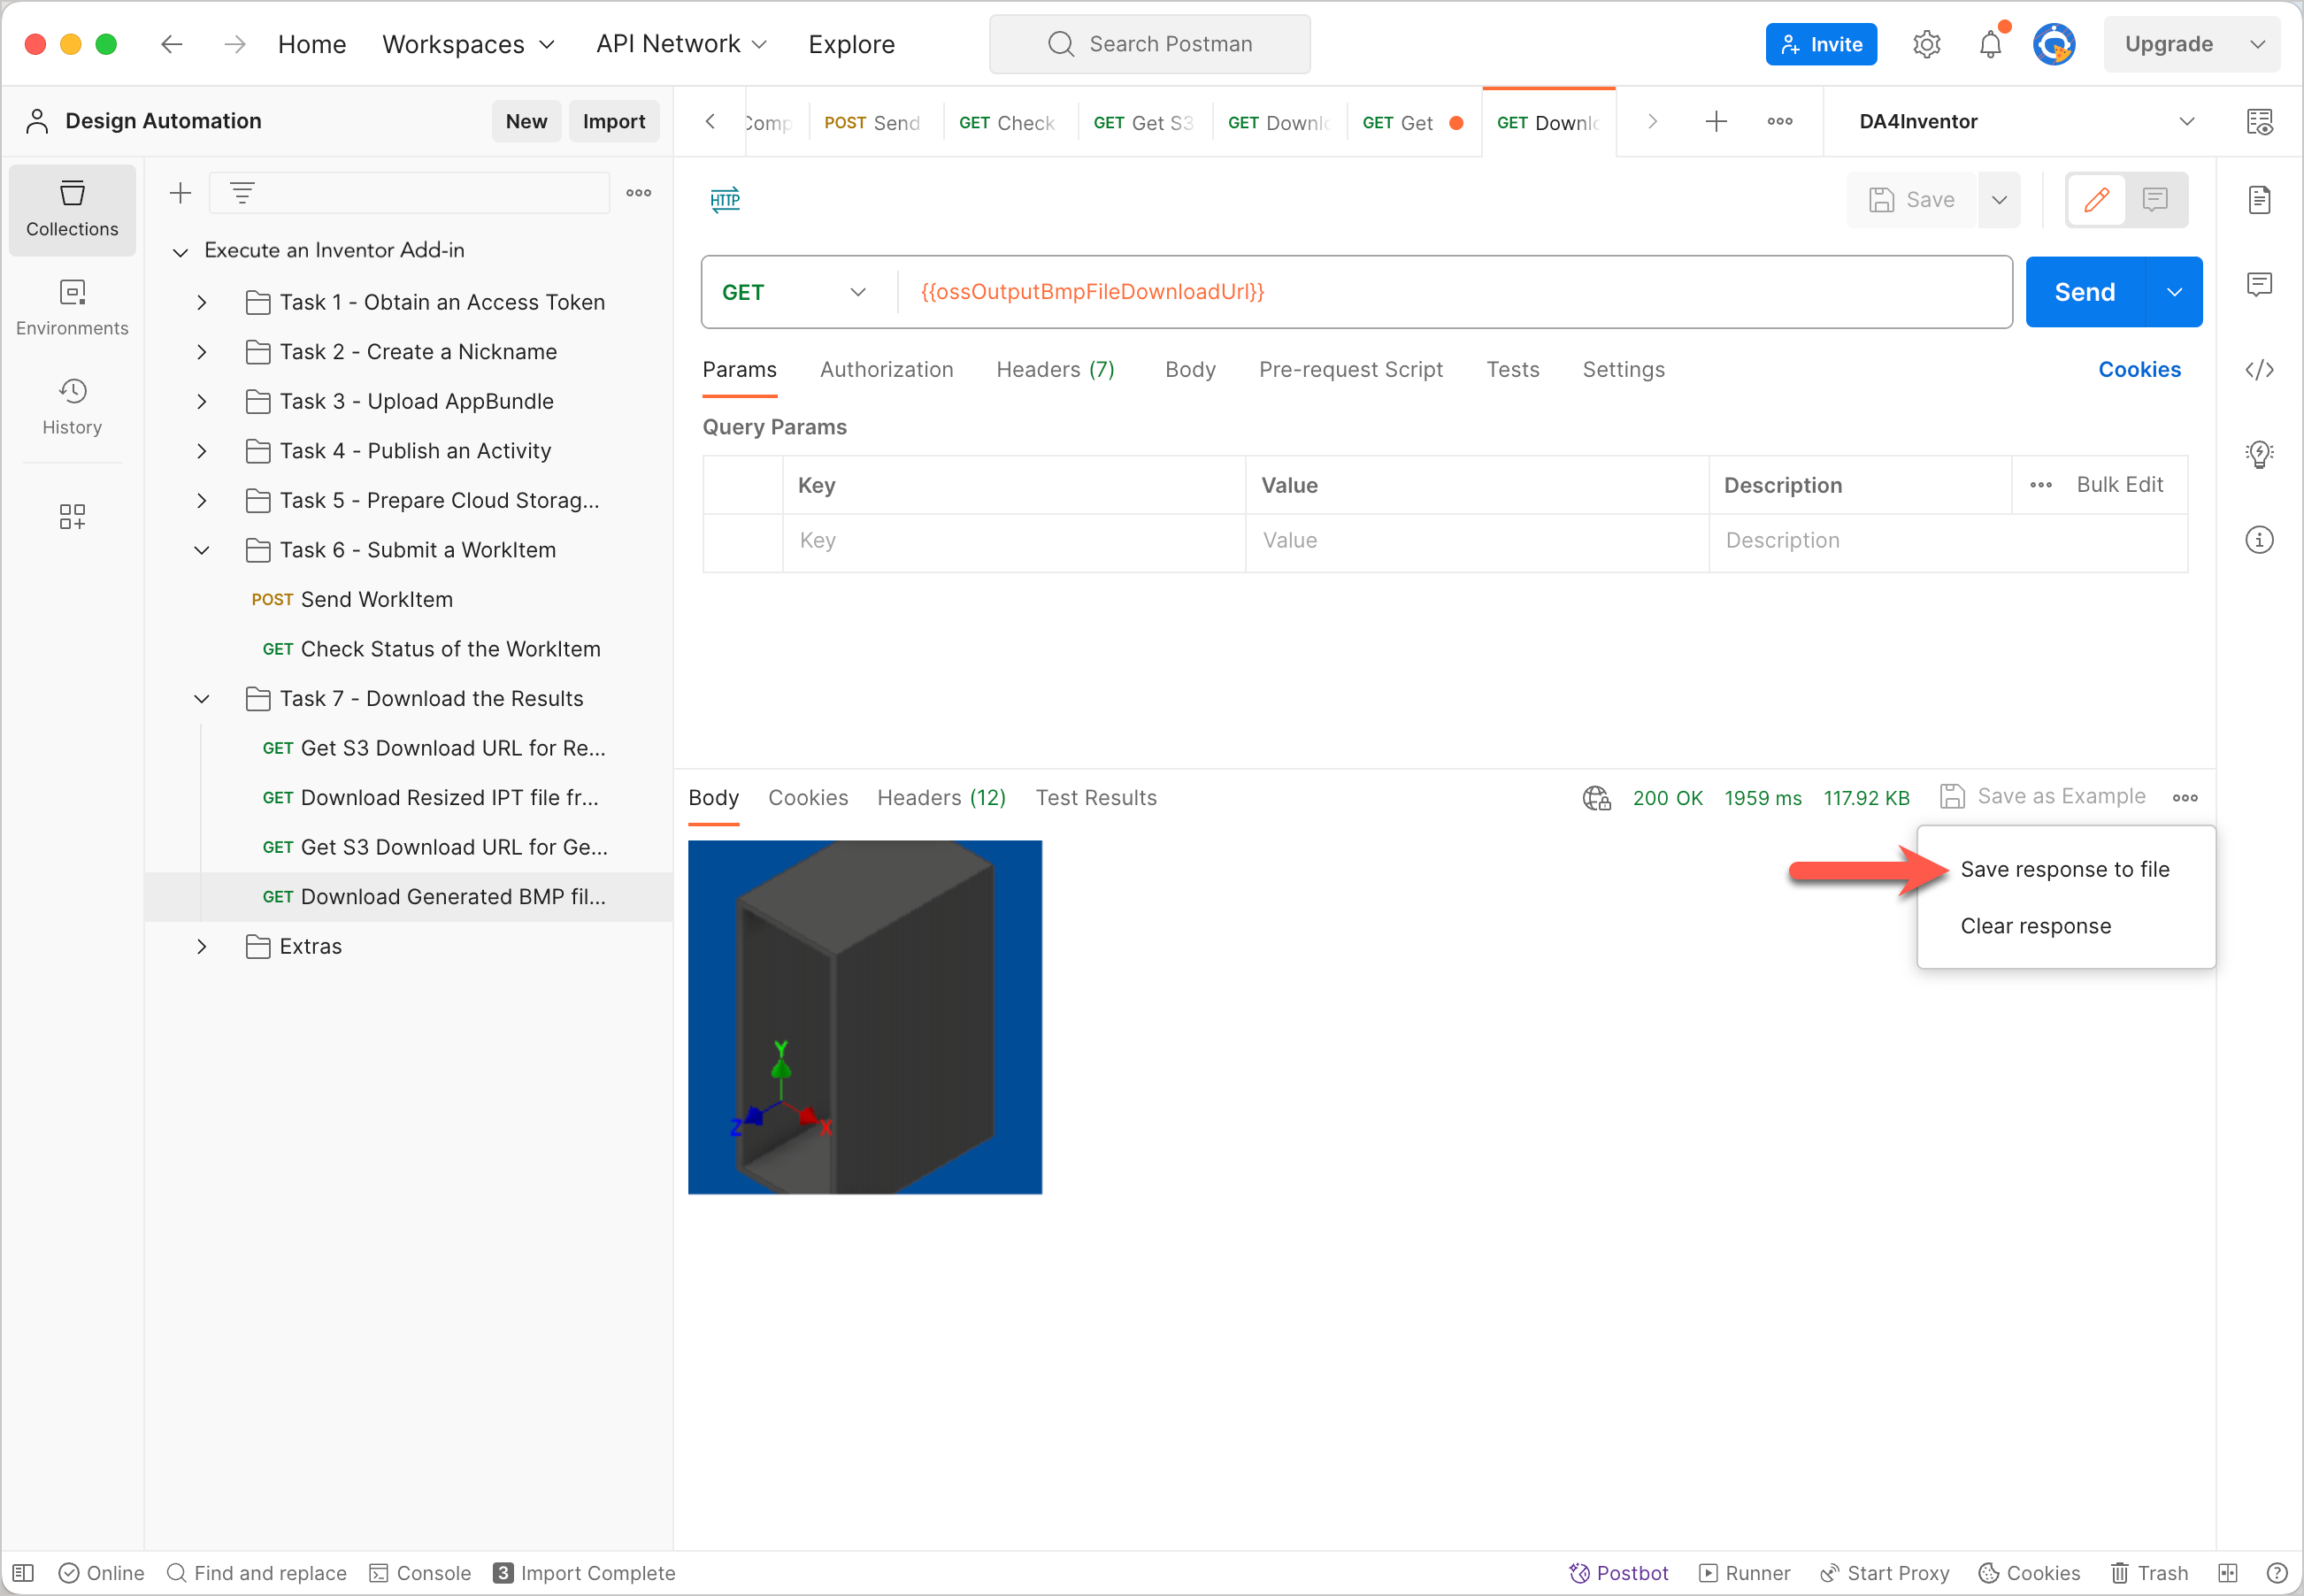 Home Workspaces API Network Explore Search Postman Invite Upgrade
Design Automation New Import
POST Send GET Check GET Get S3 GET GET Get GET DA4Inventor
Collections
Environments
History
Execute an Inventor Add-in
Task 1 - Obtain an Access Token
Task 2 - Create a Nickname
Task 3 - Upload AppBundle
Task 4 - Publish an Activity
Task 5 - Prepare Cloud Storag...
Task 6 - Submit a WorkItem
POST Send WorkItem
GET Check Status of the WorkItem
Task 7 - Download the Results
GET Get S3 Download URL for Re...
GET Download Resized IPT file fr...
GET Get S3 Download URL for Ge...
GET Download Generated BMP fil...
Extras
HTTP Save
GET {{ossOutputBmpFileDownloadUrl}} Send
Params Authorization Headers (7) Body Pre-request Script Tests Settings Cookies
Query Params
Key Value Description Bulk Edit
Key Value Description
Body Cookies Headers (12) Test Results 200 OK 1959 ms 117.92 KB Save as Example
Save response to file
Clear response
Y
Z X
Online Find and replace Console 3 Import Complete Postbot Runner Start Proxy Cookies Trash